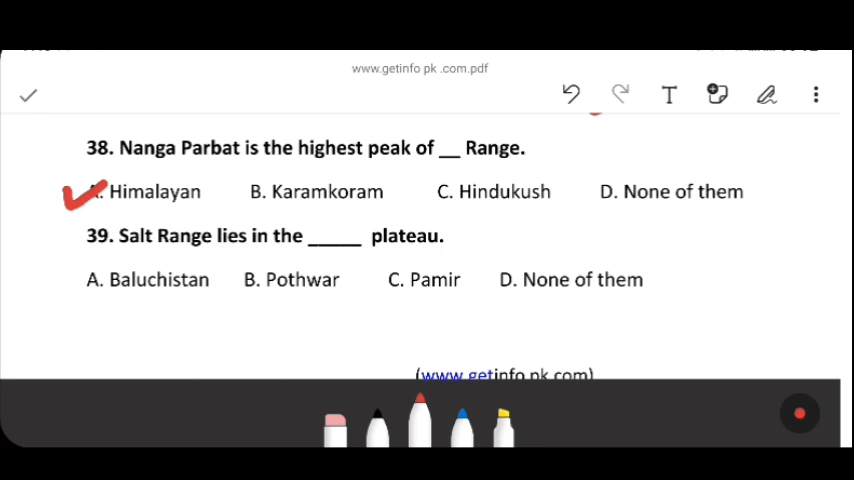 www.getinfo pk .com.pdf
T
38. Nanga Parbat is the highest peak of __ Range.
A. Himalayan B. Karamkoram C. Hindukush D. None of them
39. Salt Range lies in the _____ plateau.
A. Baluchistan B. Pothwar C. Pamir D. None of them
(www.getinfo pk.com)